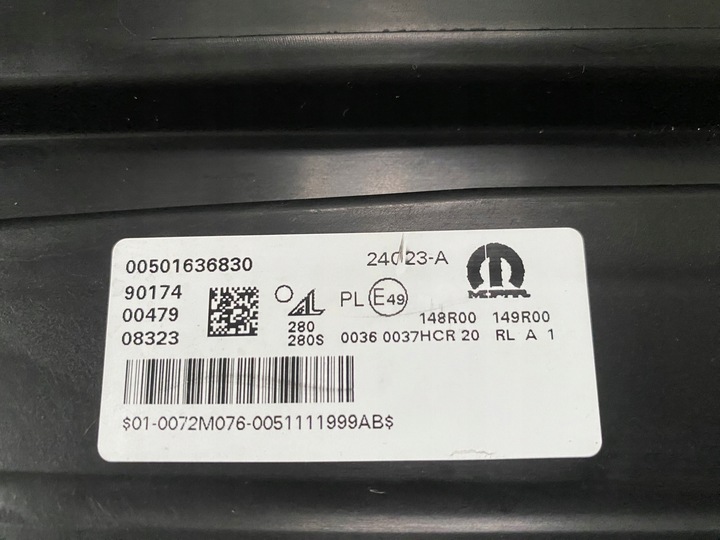 00501636830 24023-A
90174 PL E49 MOPAR
00479 148R00 149R00
280
08323 280S 0036 0037HCR 20 RL A 1
$01-0072M076-0051111999AB$